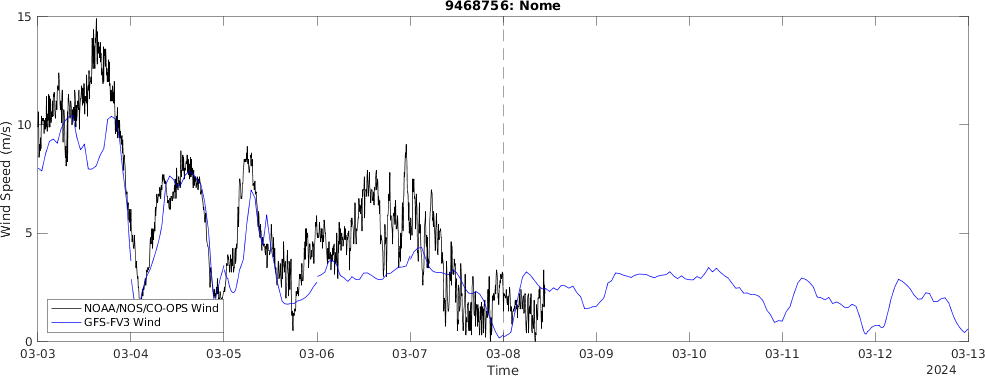 9468756: Nome
15
10
5
0
Wind Speed (m/s)
NOAA/NOS/CO-OPS Wind
GFS-FV3 Wind
03-03 03-04 03-05 03-06 03-07 03-08 03-09 03-10 03-11 03-12 03-13
Time
2024